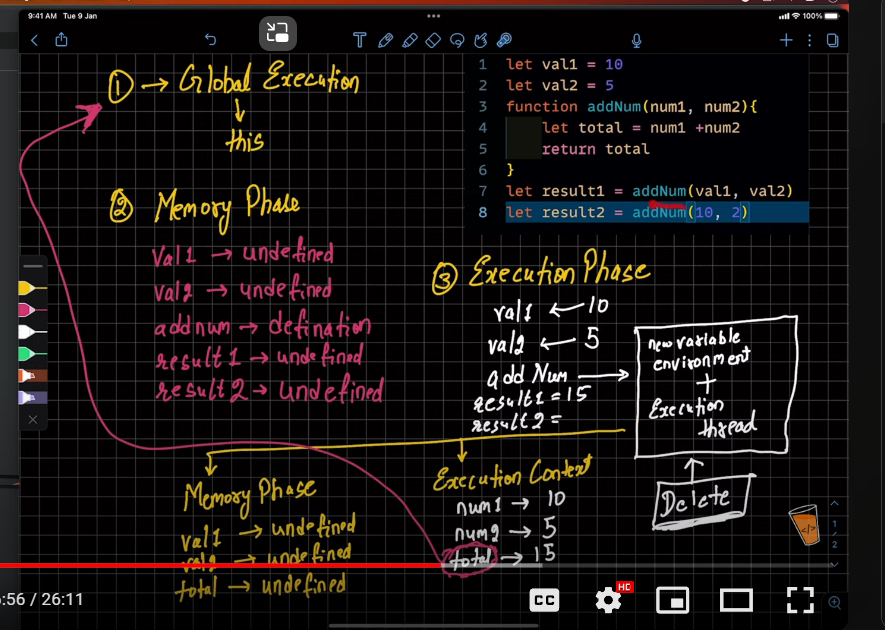 9:41 AM Tue 9 Jan
100%
① → Global Execution
↓
this
② Memory Phase
Val1 → undefined
val2 → undefined
addnum → defination
result1 → undefined
result2 → undefined
1 let val1 = 10
2 let val2 = 5
3 function addNum(num1, num2){
4 let total = num1 +num2
5 return total
6 }
7 let result1 = addNum(val1, val2)
8 let result2 = addNum(10, 2)
③ Execution Phase
val1 ← 10
val2 ← 5
add Num →
result1 = 15
result2 =
new variable
environment
+
Execution
thread
Delete
Memory Phase
val1 → undefined
val2 → undefined
total → undefined
Execution Context
num1 → 10
num2 → 5
total → 15
</>
1
2
:56 / 26:11
CC
HD